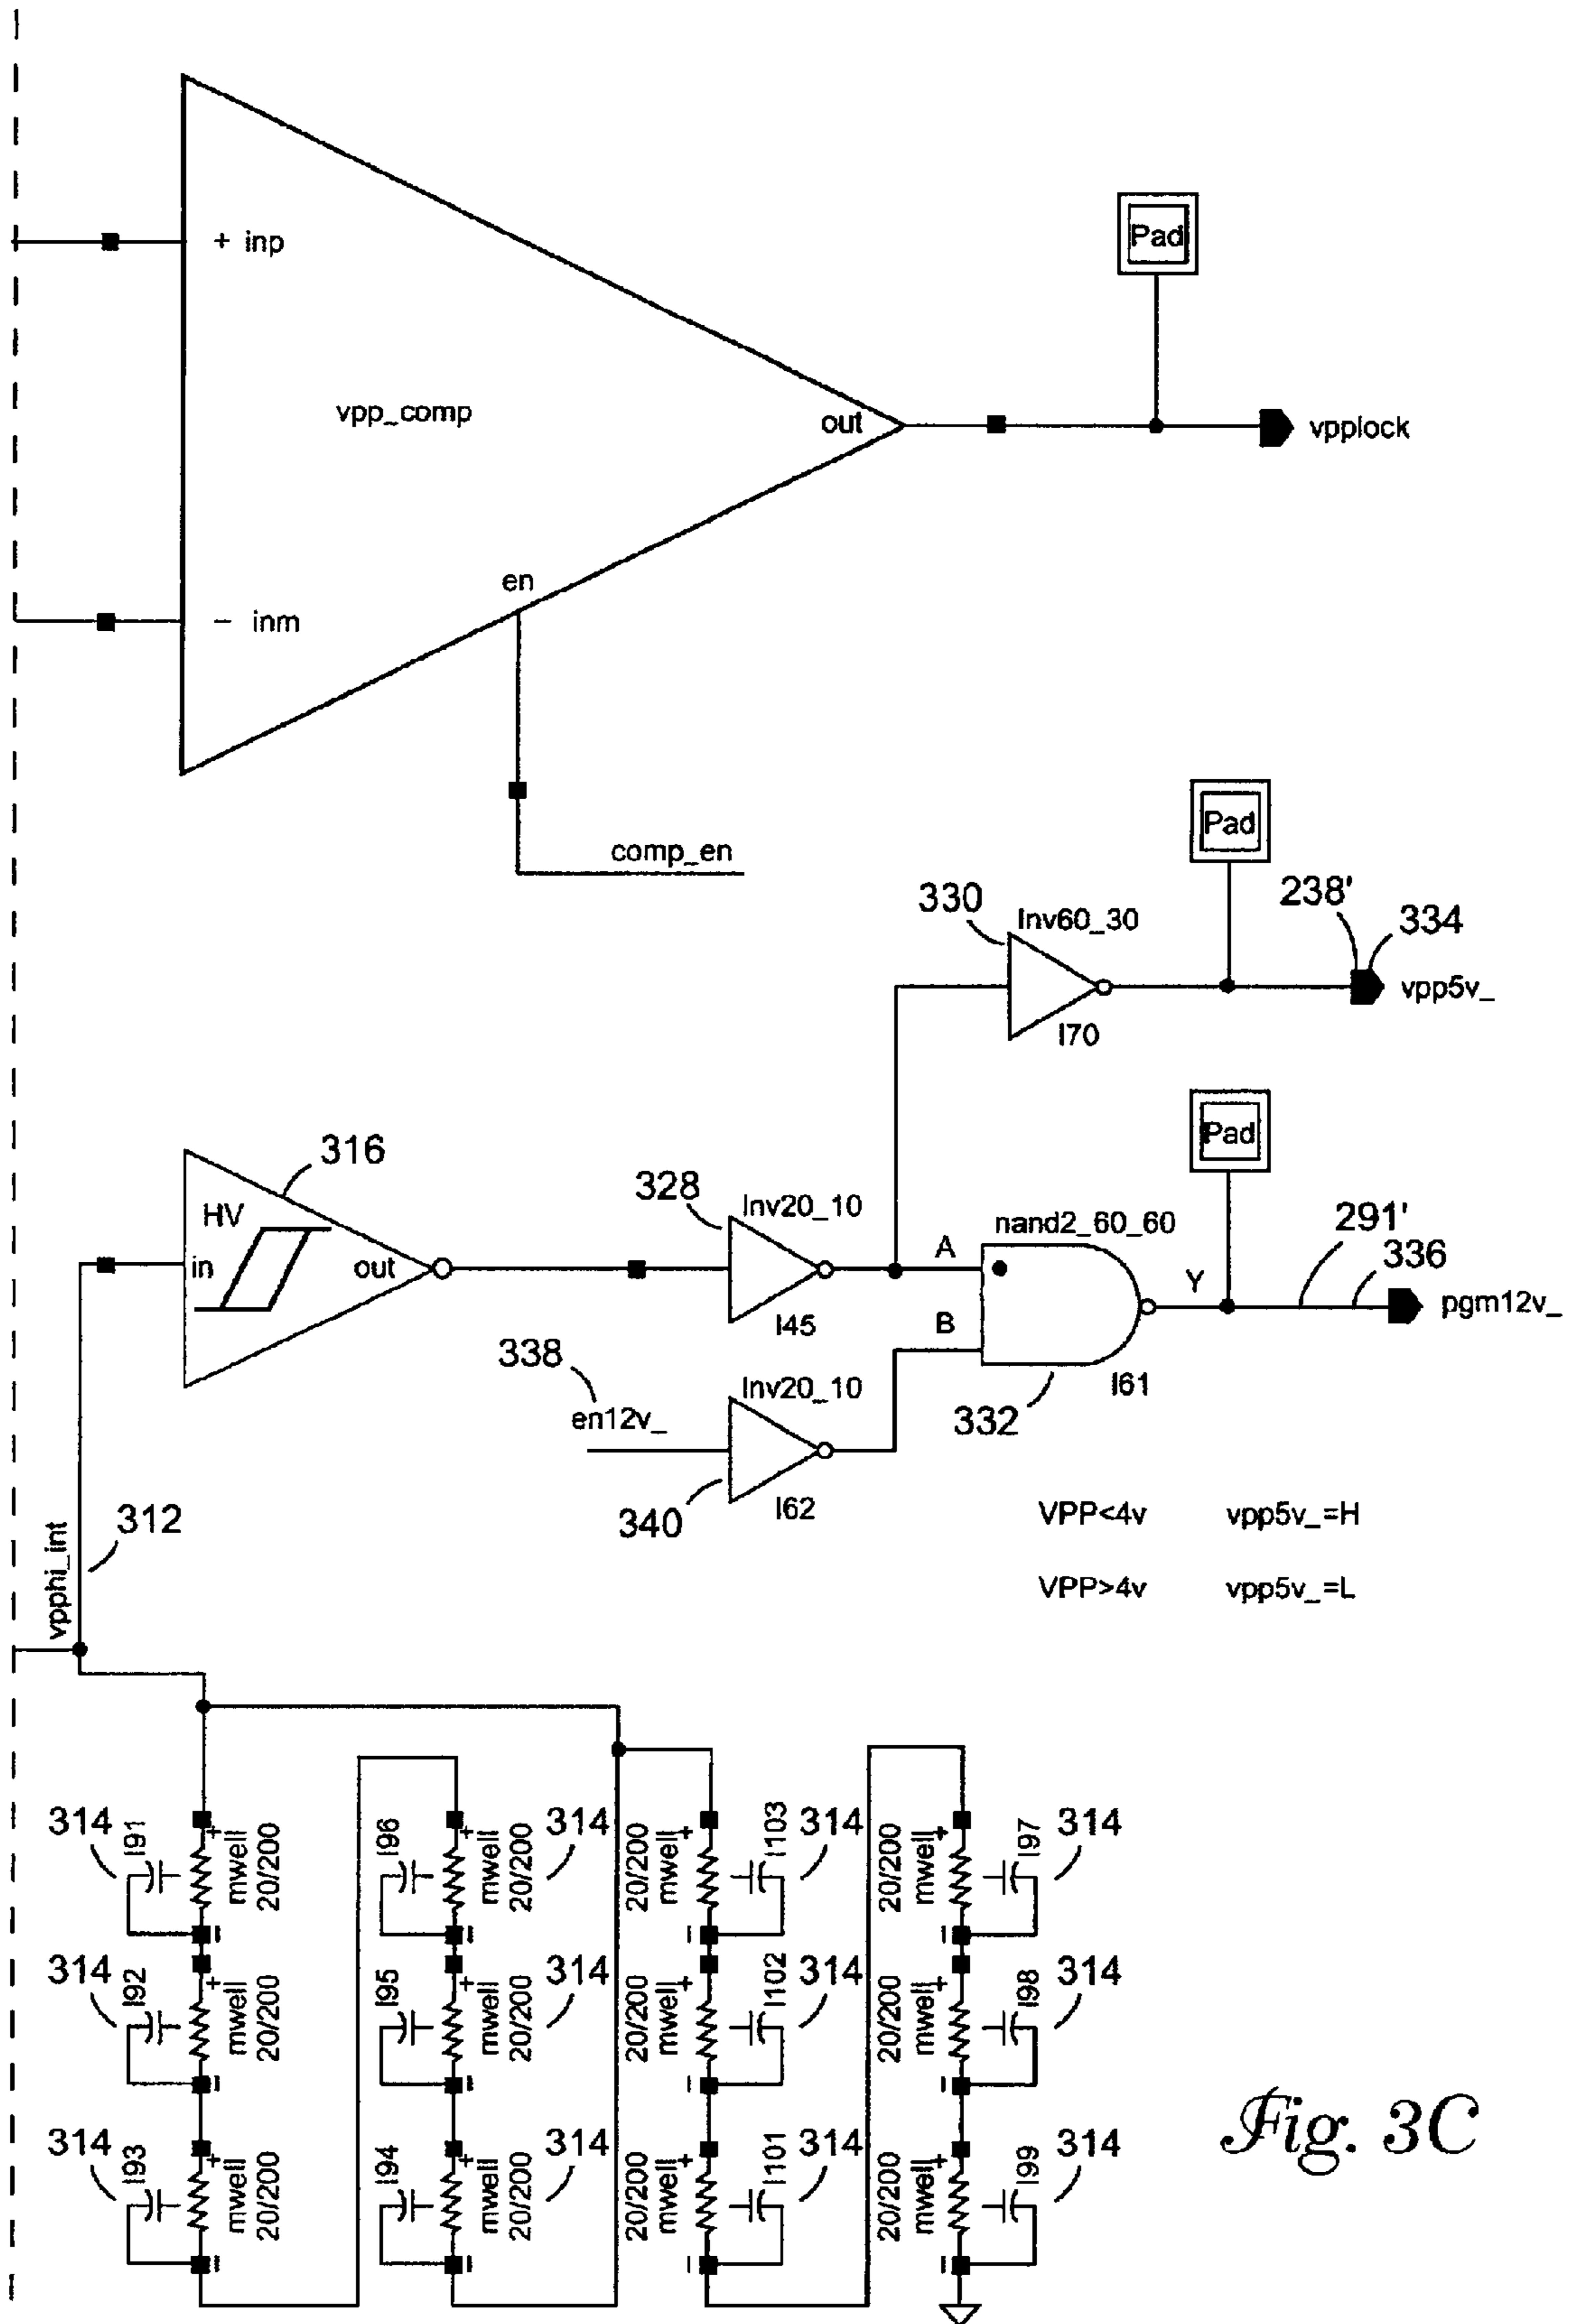 Pad
+ inp
vpp_comp
out
vpplock
en
− inm
comp_en
Pad
330
Inv60_30
238'
334
vpp5v_
I70
Pad
316
328
Inv20_10
HV
nand2_60_60
291'
336
in
out
A
Y
pgm12v_
I45
B
338
Inv20_10
I61
en12v_
332
340
I62
VPP<4v vpp5v_=H
312
vpphi_int
VPP>4v vpp5v_=L
314 I91 + mwell 20/200 −
I96 + mwell 20/200 314 −
20/200 mwell + I103 314 −
20/200 mwell + I97 314 −
314 I92 + mwell 20/200 −
I95 + mwell 20/200 314 −
20/200 mwell + I102 314 −
20/200 mwell + I98 314 −
314 I93 + mwell 20/200 −
I94 + mwell 20/200 314 −
20/200 mwell + I101 314 −
20/200 mwell + I99 314 −
Fig. 3C